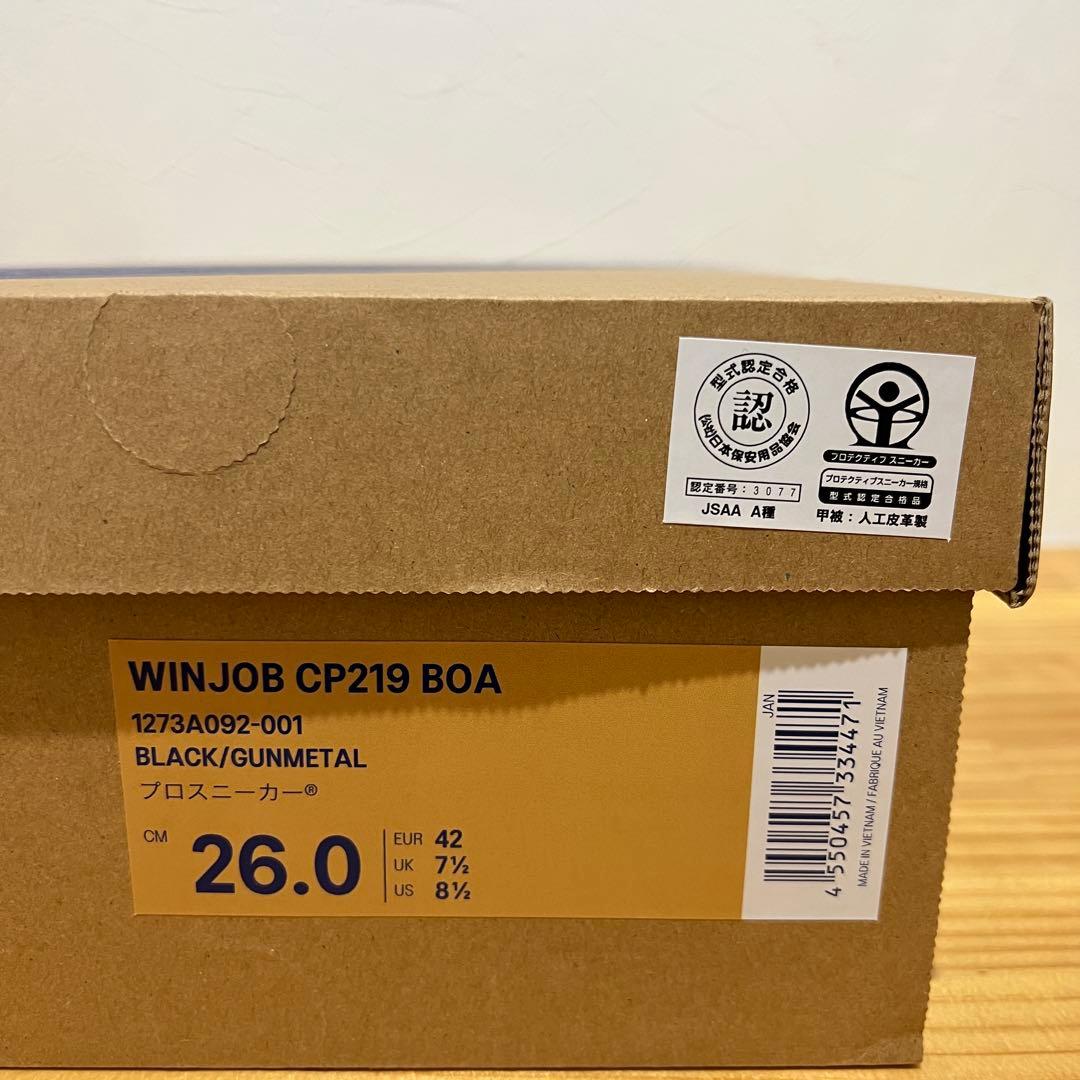 型式認定合格
認
(公社)日本保安用品協会
認定番号：3077
JSAA A種
プロテクティブ スニーカー
プロテクティブスニーカー規格
型式認定合格品
甲被：人工皮革製
WINJOB CP219 BOA
1273A092-001
BLACK/GUNMETAL
プロスニーカー®
CM 26.0
EUR 42
UK 7½
US 8½
JAN
4 550457 334471
MADE IN VIETNAM / FABRIQUE AU VIETNAM